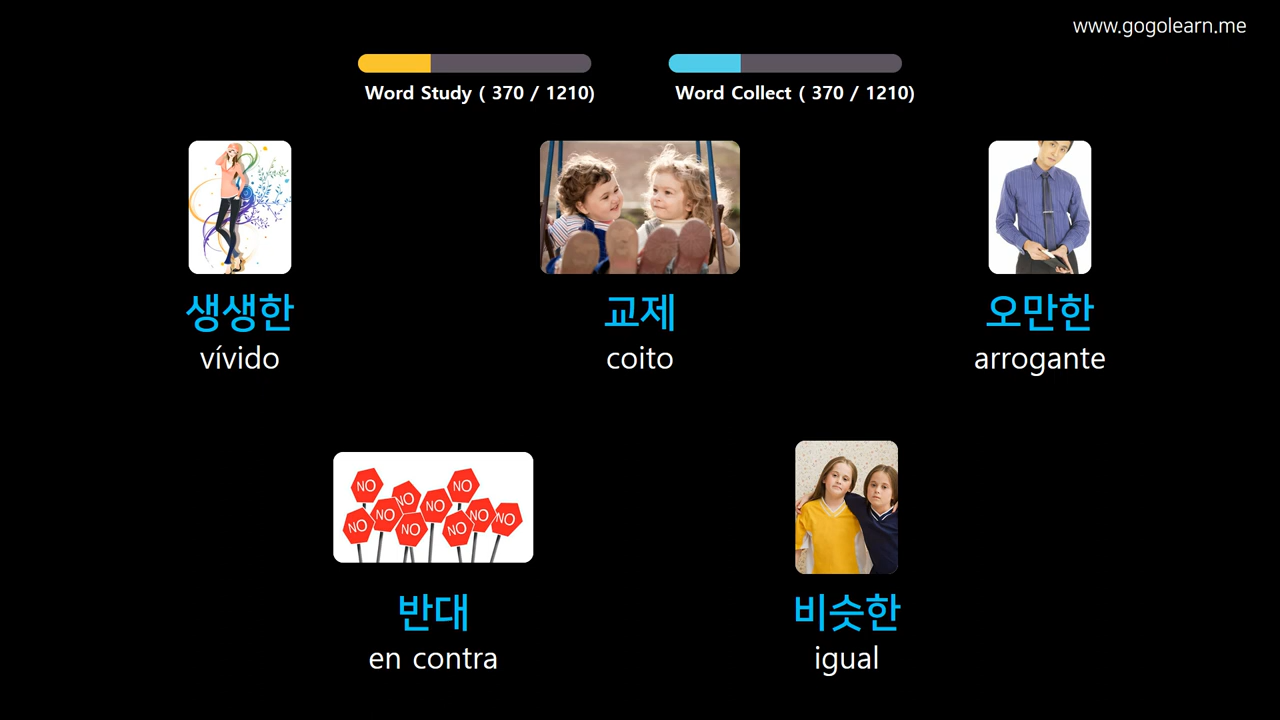 www.gogolearn.me
Word Study ( 370 / 1210)
Word Collect ( 370 / 1210)
생생한
vívido
교제
coito
오만한
arrogante
NO
NO
NO
NO
NO
NO
NO
NO
NO
NO
반대
en contra
비슷한
igual